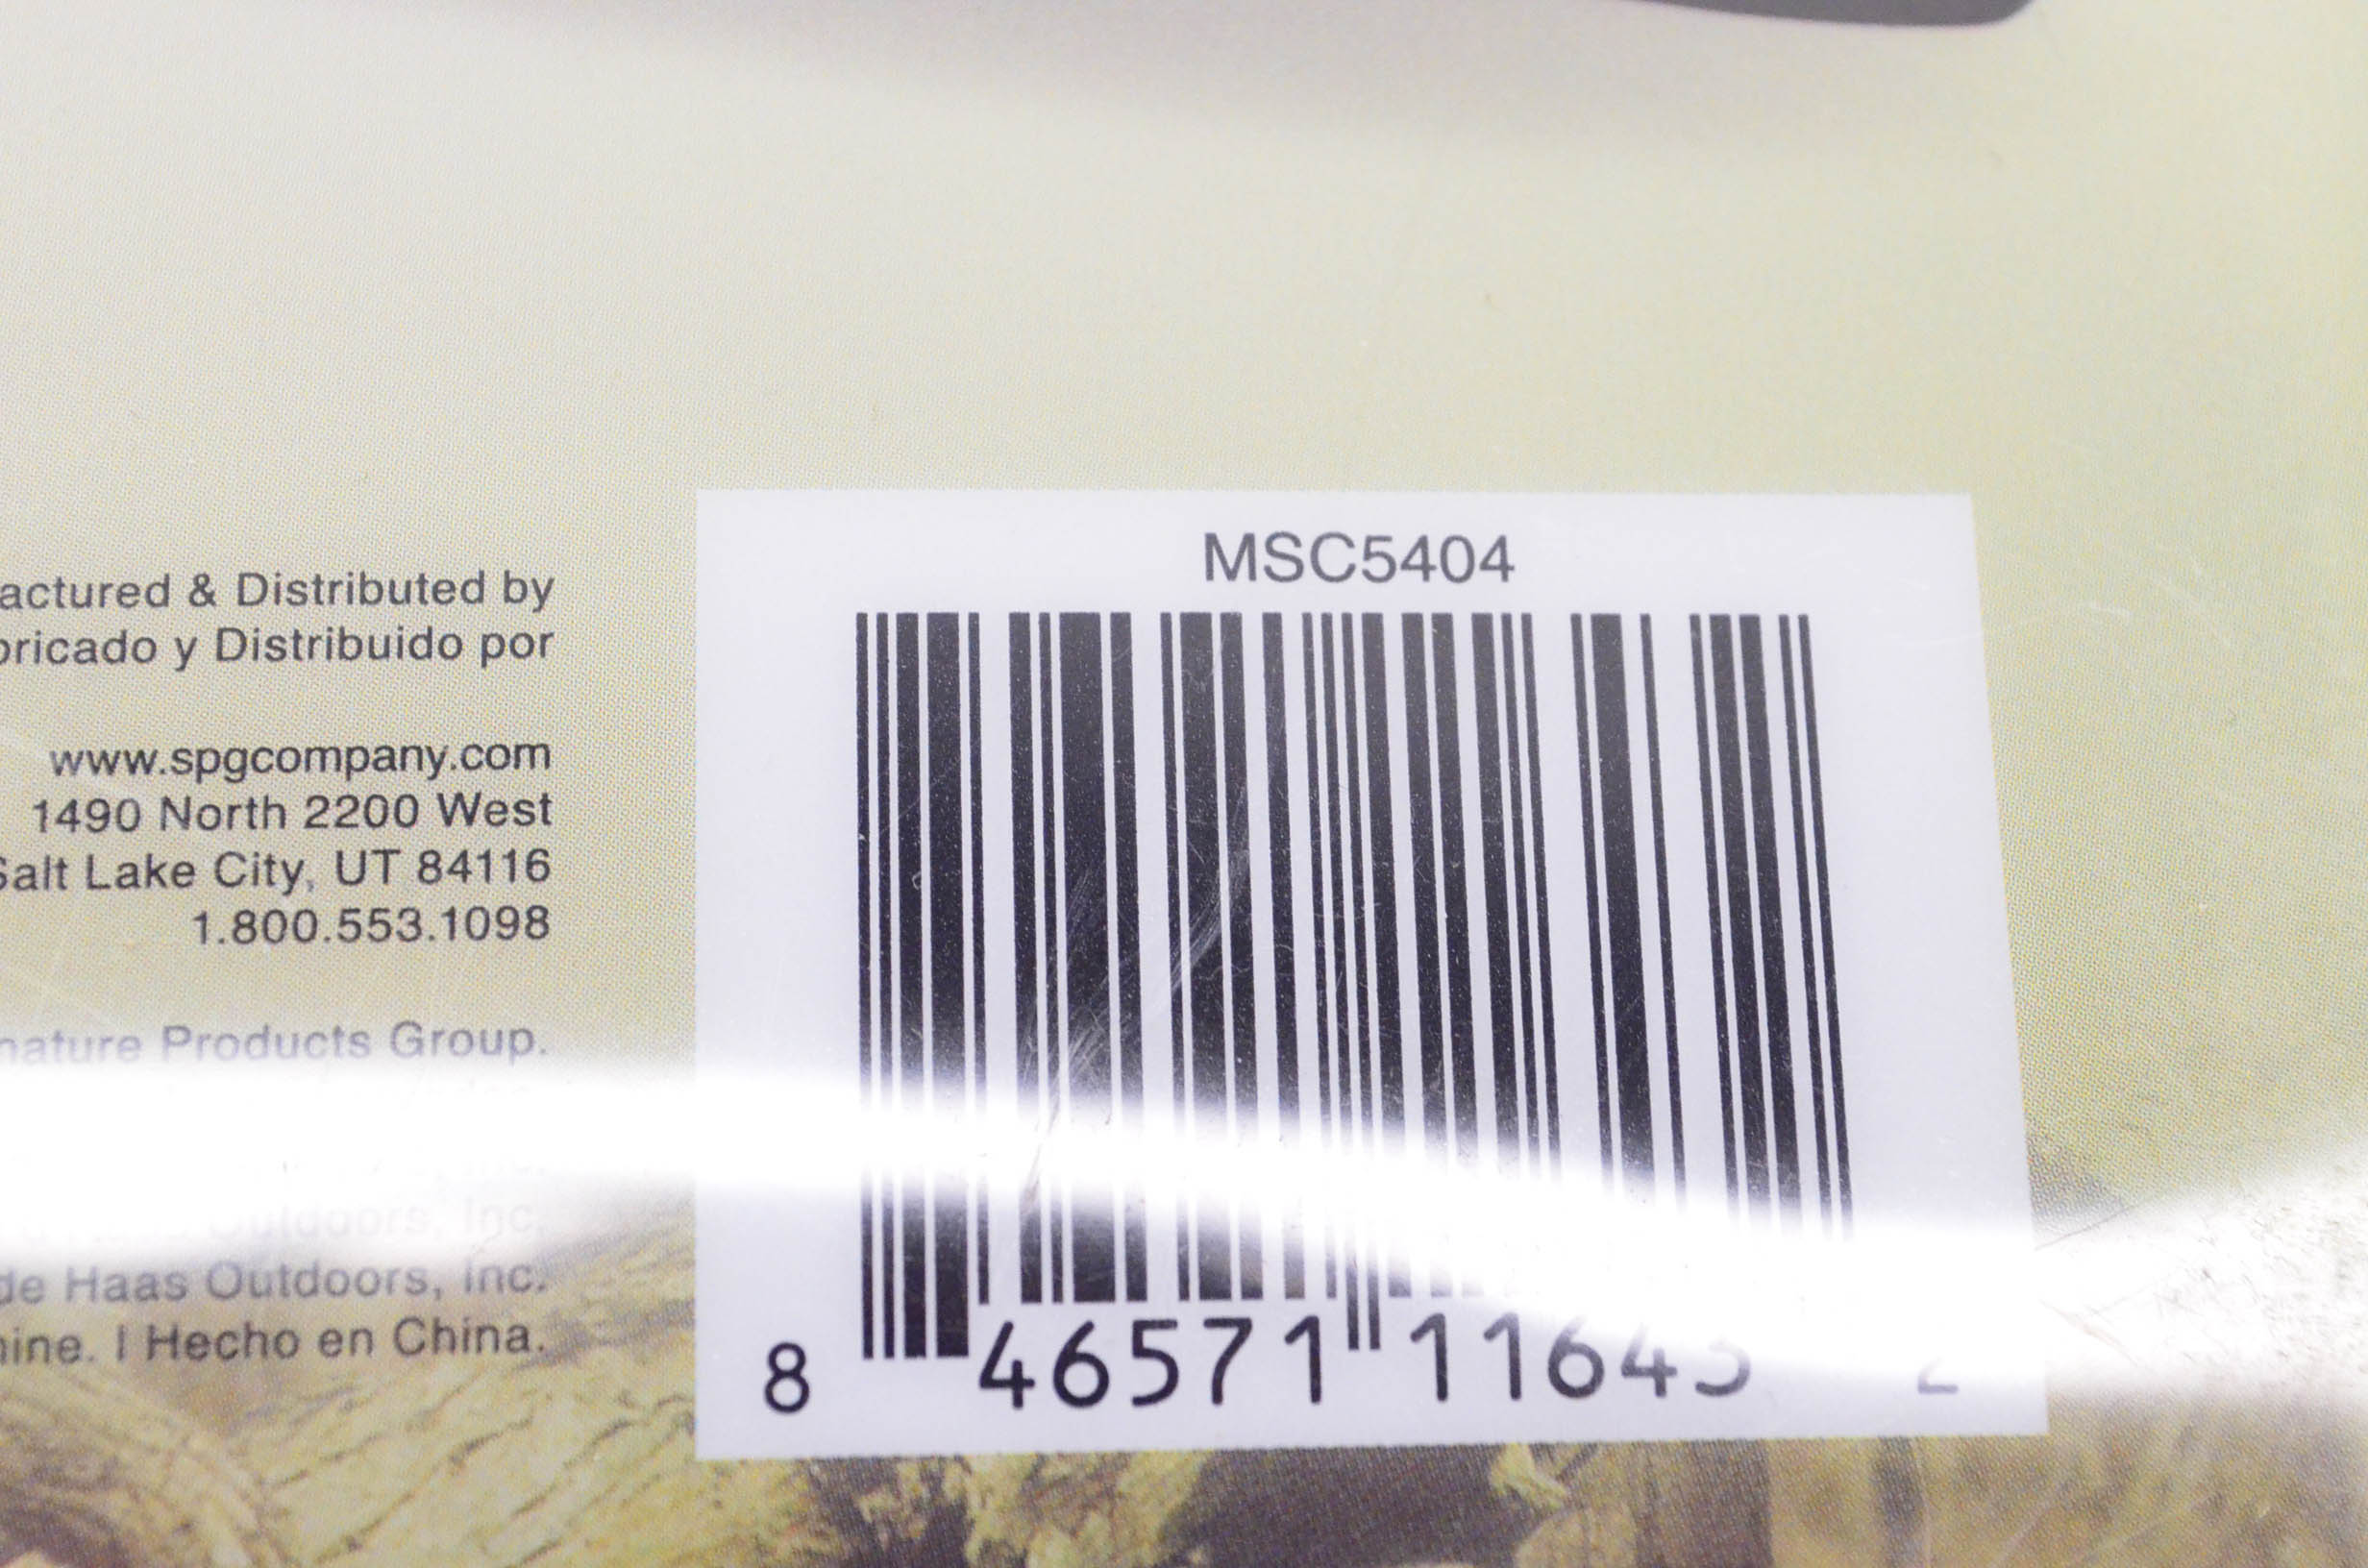 MSC5404
actured & Distributed by
bricado y Distribuido por
www.spgcompany.com
1490 North 2200 West
Salt Lake City, UT 84116
1.800.553.1098
nature Products Group.
Outdoors, Inc.
de Haas Outdoors, Inc.
hine. I Hecho en China.
8 46571 11643 2